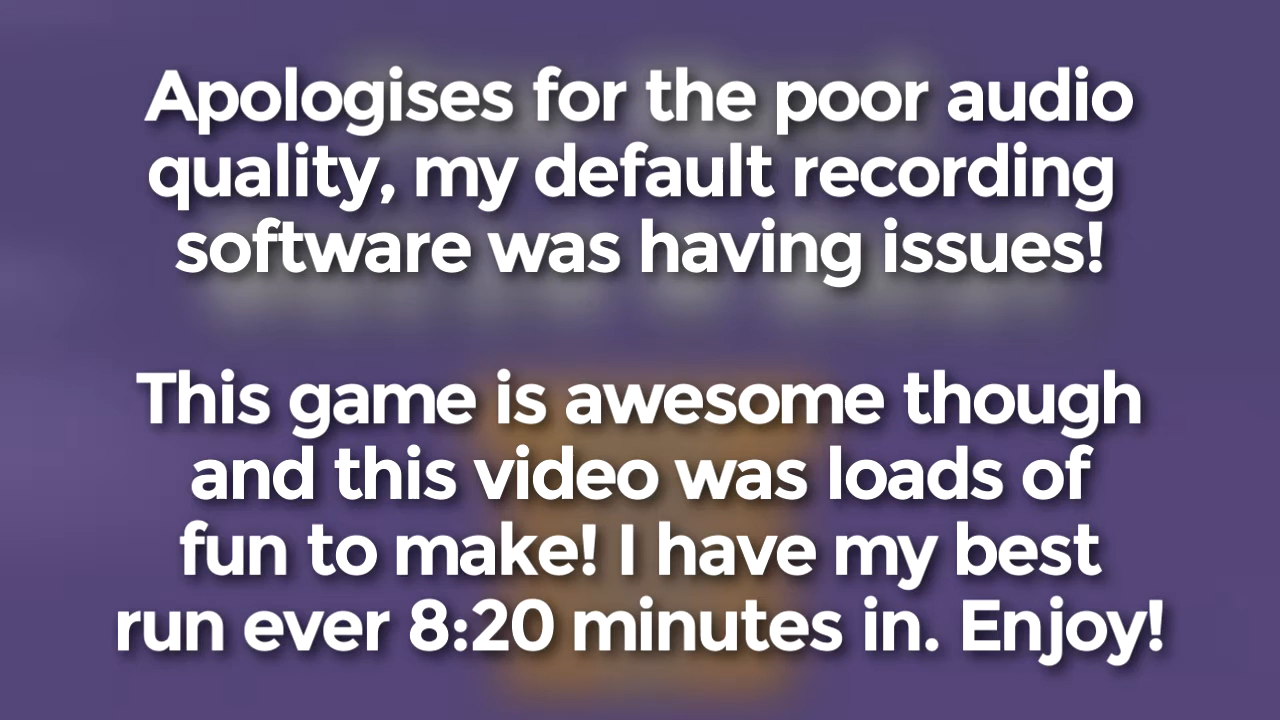 Apologises for the poor audio
quality, my default recording
software was having issues!
This game is awesome though
and this video was loads of
fun to make! I have my best
run ever 8:20 minutes in. Enjoy!